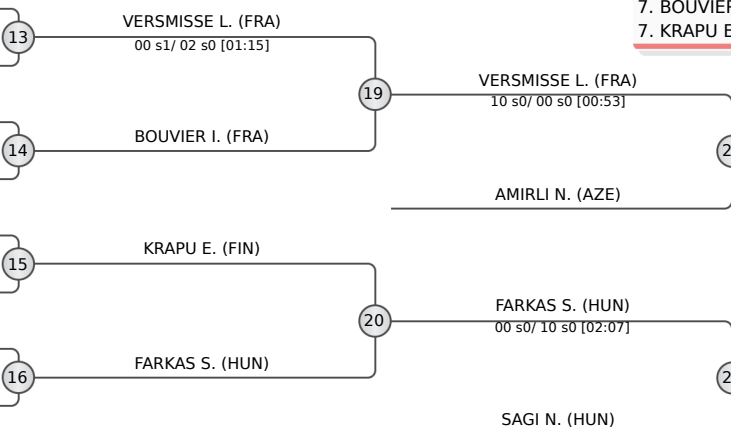 7. BOUVIER
7. KRAPU E
VERSMISSE L. (FRA)
13
00 s1/ 02 s0 [01:15]
VERSMISSE L. (FRA)
19
10 s0/ 00 s0 [00:53]
BOUVIER I. (FRA)
14
2
AMIRLI N. (AZE)
KRAPU E. (FIN)
15
FARKAS S. (HUN)
20
00 s0/ 10 s0 [02:07]
FARKAS S. (HUN)
16
2
SAGI N. (HUN)